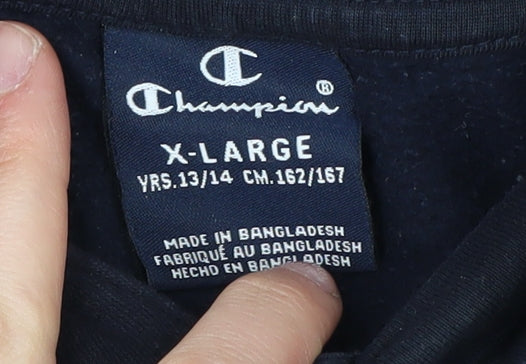 C
Champion®
X-LARGE
YRS.13/14 CM.162/167
MADE IN BANGLADESH
FABRIQUÉ AU BANGLADESH
HECHO EN BANGLADESH